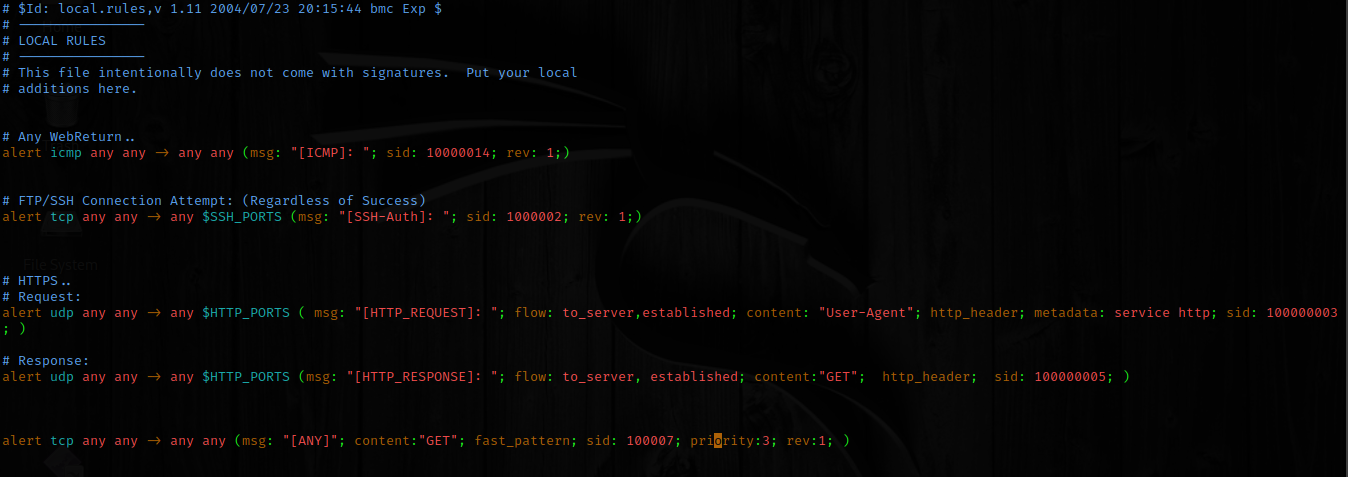 # $Id: local.rules,v 1.11 2004/07/23 20:15:44 bmc Exp $
# ----------------
# LOCAL RULES
# ----------------
# This file intentionally does not come with signatures.  Put your local
# additions here.
# Any WebReturn..
alert icmp any any -> any any (msg: "[ICMP]: "; sid: 10000014; rev: 1;)
# FTP/SSH Connection Attempt: (Regardless of Success)
alert tcp any any -> any $SSH_PORTS (msg: "[SSH-Auth]: "; sid: 1000002; rev: 1;)
File System
# HTTPS..
# Request:
alert udp any any -> any $HTTP_PORTS ( msg: "[HTTP_REQUEST]: "; flow: to_server,established; content: "User-Agent"; http_header; metadata: service http; sid: 100000003
; )
# Response:
alert udp any any -> any $HTTP_PORTS (msg: "[HTTP_RESPONSE]: "; flow: to_server, established; content:"GET";  http_header;  sid: 100000005; )
alert tcp any any -> any any (msg: "[ANY]"; content:"GET"; fast_pattern; sid: 100007; priority:3; rev:1; )